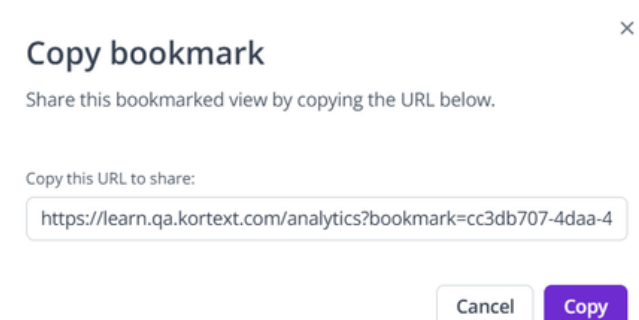 Copy bookmark
Share this bookmarked view by copying the URL below.
Copy this URL to share:
https://learn.qa.kortext.com/analytics?bookmark=cc3db707-4daa-4
Cancel Copy